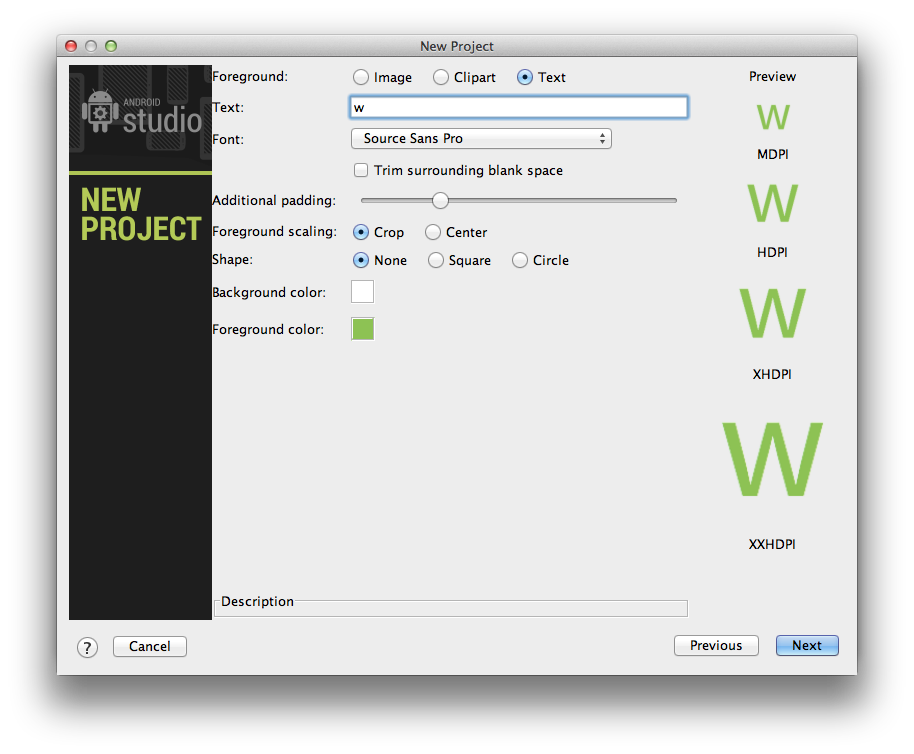 New Project
ANDROID
studio
NEW
PROJECT
Foreground: Image Clipart Text
Text: w
Font: Source Sans Pro
Trim surrounding blank space
Additional padding:
Foreground scaling: Crop Center
Shape: None Square Circle
Background color:
Foreground color:
Preview
w
MDPI
w
HDPI
w
XHDPI
w
XXHDPI
Description
? Cancel Previous Next